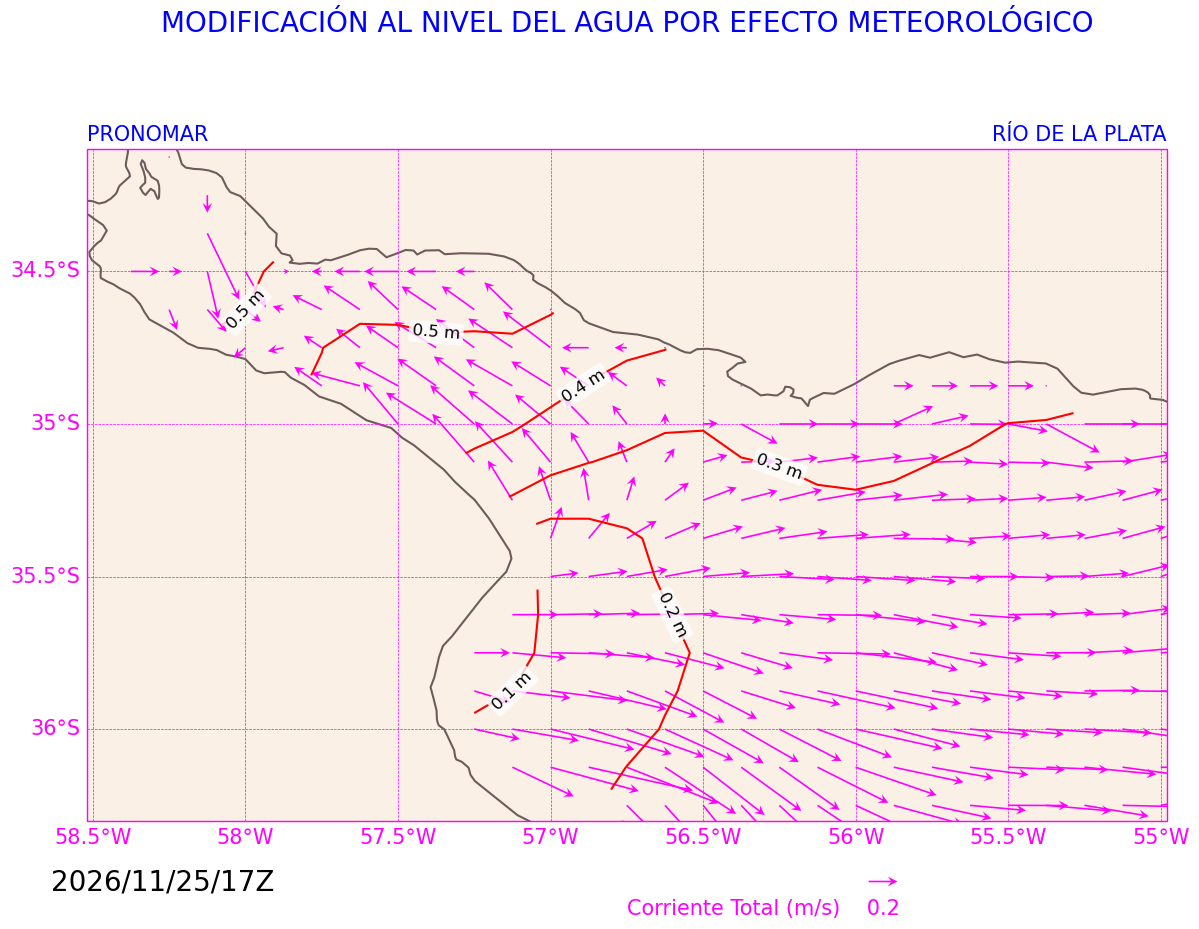 MODIFICACIÓN AL NIVEL DEL AGUA POR EFECTO METEOROLÓGICO
PRONOMAR
RÍO DE LA PLATA
34.5°S
0.5 m
0.5 m
0.4 m
35°S
0.3 m
35.5°S
0.2 m
0.1 m
36°S
58.5°W 58°W 57.5°W 57°W 56.5°W 56°W 55.5°W 55°W
2026/11/25/17Z
Corriente Total (m/s) 0.2